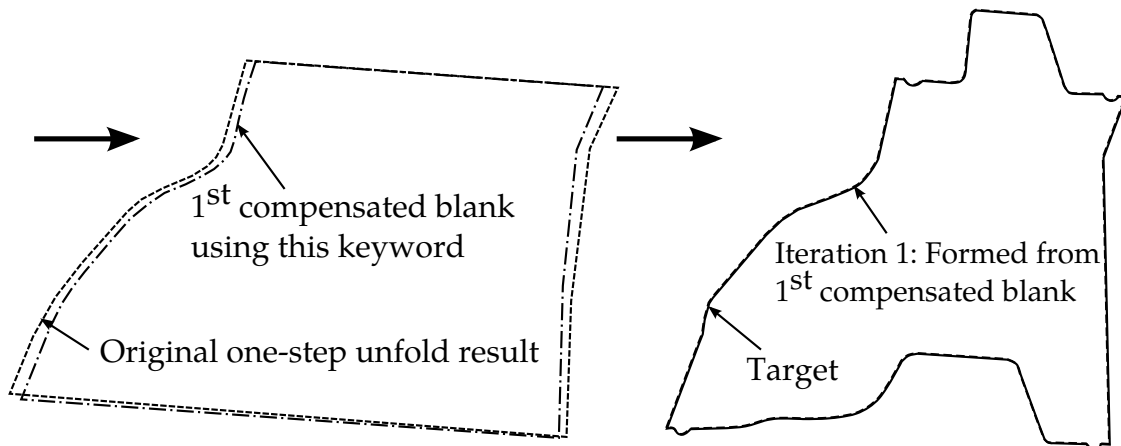 1st compensated blank
using this keyword
Original one-step unfold result
Iteration 1: Formed from
1st compensated blank
Target